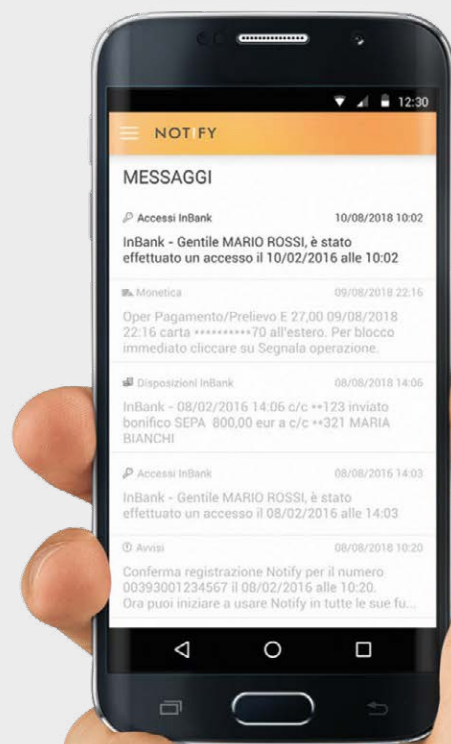 12:30
NOTIFY
MESSAGGI
Accessi InBank 10/08/2018 10:02
InBank - Gentile MARIO ROSSI, è stato
effettuato un accesso il 10/02/2016 alle 10:02
Monetica 09/08/2018 22:16
Oper Pagamento/Prelievo E 27,00 09/08/2018
22:16 carta ••••••••••70 all'estero. Per blocco
immediato cliccare su Segnala operazione.
Disposizioni InBank 08/08/2018 14:06
InBank - 08/02/2016 14:06 c/c ••123 inviato
bonifico SEPA 800,00 eur a c/c ••321 MARIA
BIANCHI
Accessi InBank 08/08/2016 14:03
InBank - Gentile MARIO ROSSI, è stato
effettuato un accesso il 08/02/2016 alle 14:03
Avvisi 08/08/2018 10:20
Conferma registrazione Notify per il numero
00393001234567 il 08/02/2016 alle 10:20.
Ora puoi iniziare a usare Notify in tutte le sue fu...